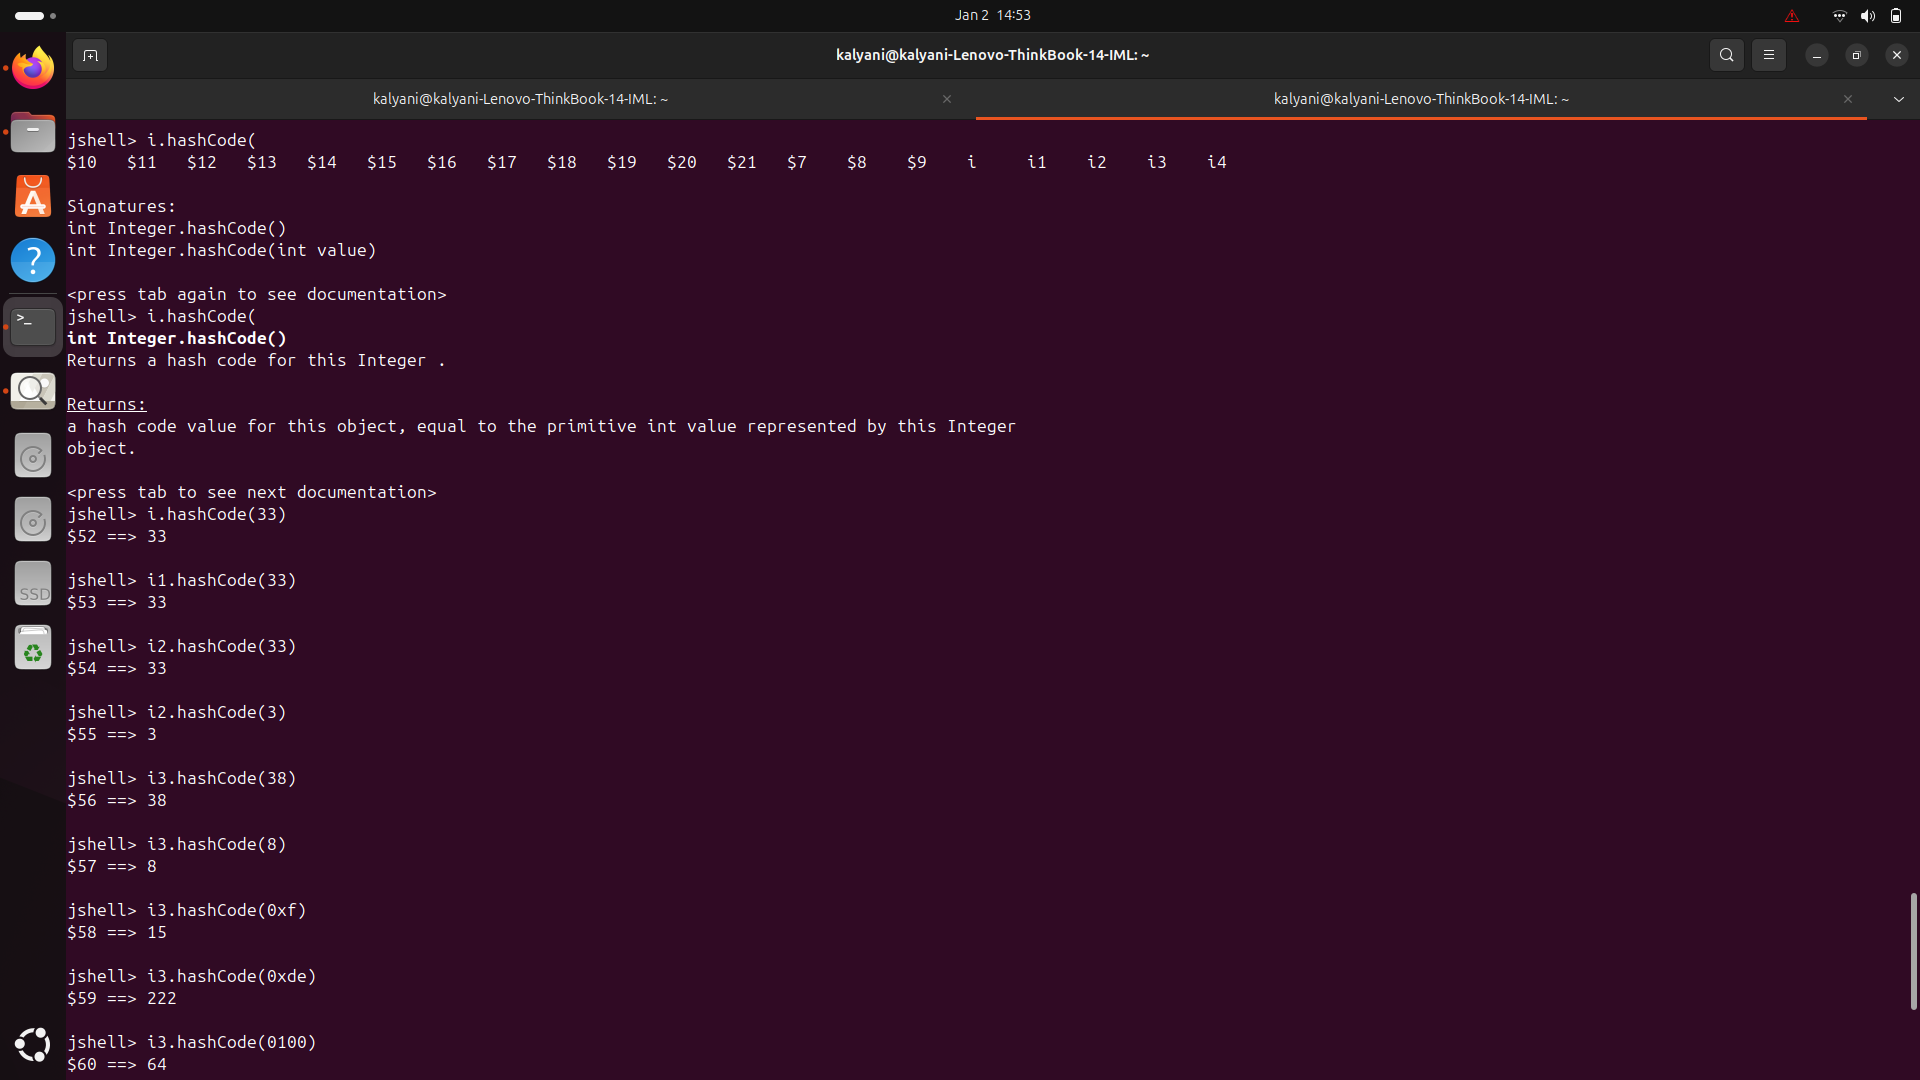 Jan 2 14:53
kalyani@kalyani-Lenovo-ThinkBook-14-IML: ~
kalyani@kalyani-Lenovo-ThinkBook-14-IML: ~
kalyani@kalyani-Lenovo-ThinkBook-14-IML: ~
jshell> i.hashCode(
$10 $11 $12 $13 $14 $15 $16 $17 $18 $19 $20 $21 $7 $8 $9 i i1 i2 i3 i4
Signatures:
int Integer.hashCode()
int Integer.hashCode(int value)
<press tab again to see documentation>
jshell> i.hashCode(
int Integer.hashCode()
Returns a hash code for this Integer .
Returns:
a hash code value for this object, equal to the primitive int value represented by this Integer
object.
<press tab to see next documentation>
jshell> i.hashCode(33)
$52 ==> 33
jshell> i1.hashCode(33)
$53 ==> 33
jshell> i2.hashCode(33)
$54 ==> 33
jshell> i2.hashCode(3)
$55 ==> 3
jshell> i3.hashCode(38)
$56 ==> 38
jshell> i3.hashCode(8)
$57 ==> 8
jshell> i3.hashCode(0xf)
$58 ==> 15
jshell> i3.hashCode(0xde)
$59 ==> 222
jshell> i3.hashCode(0100)
$60 ==> 64
SSD